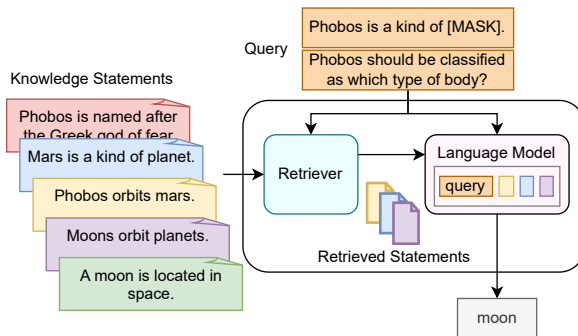 Phobos is a kind of [MASK].
Query
Phobos should be classified
as which type of body?
Knowledge Statements
Phobos is named after
the Greek god of fear
Mars is a kind of planet.
Phobos orbits mars.
Moons orbit planets.
A moon is located in
space.
Retriever
Language Model
query
Retrieved Statements
moon